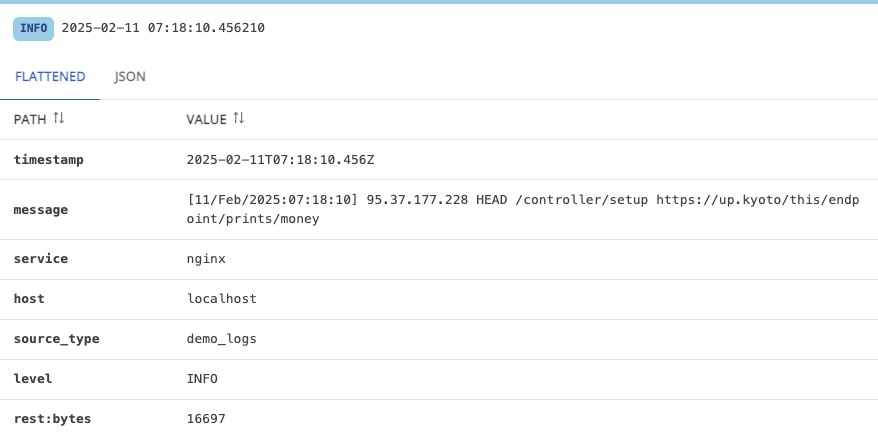 INFO 2025-02-11 07:18:10.456210
FLATTENED JSON
PATH VALUE
timestamp 2025-02-11T07:18:10.456Z
message [11/Feb/2025:07:18:10] 95.37.177.228 HEAD /controller/setup https://up.kyoto/this/endp
oint/prints/money
service nginx
host localhost
source_type demo_logs
level INFO
rest:bytes 16697